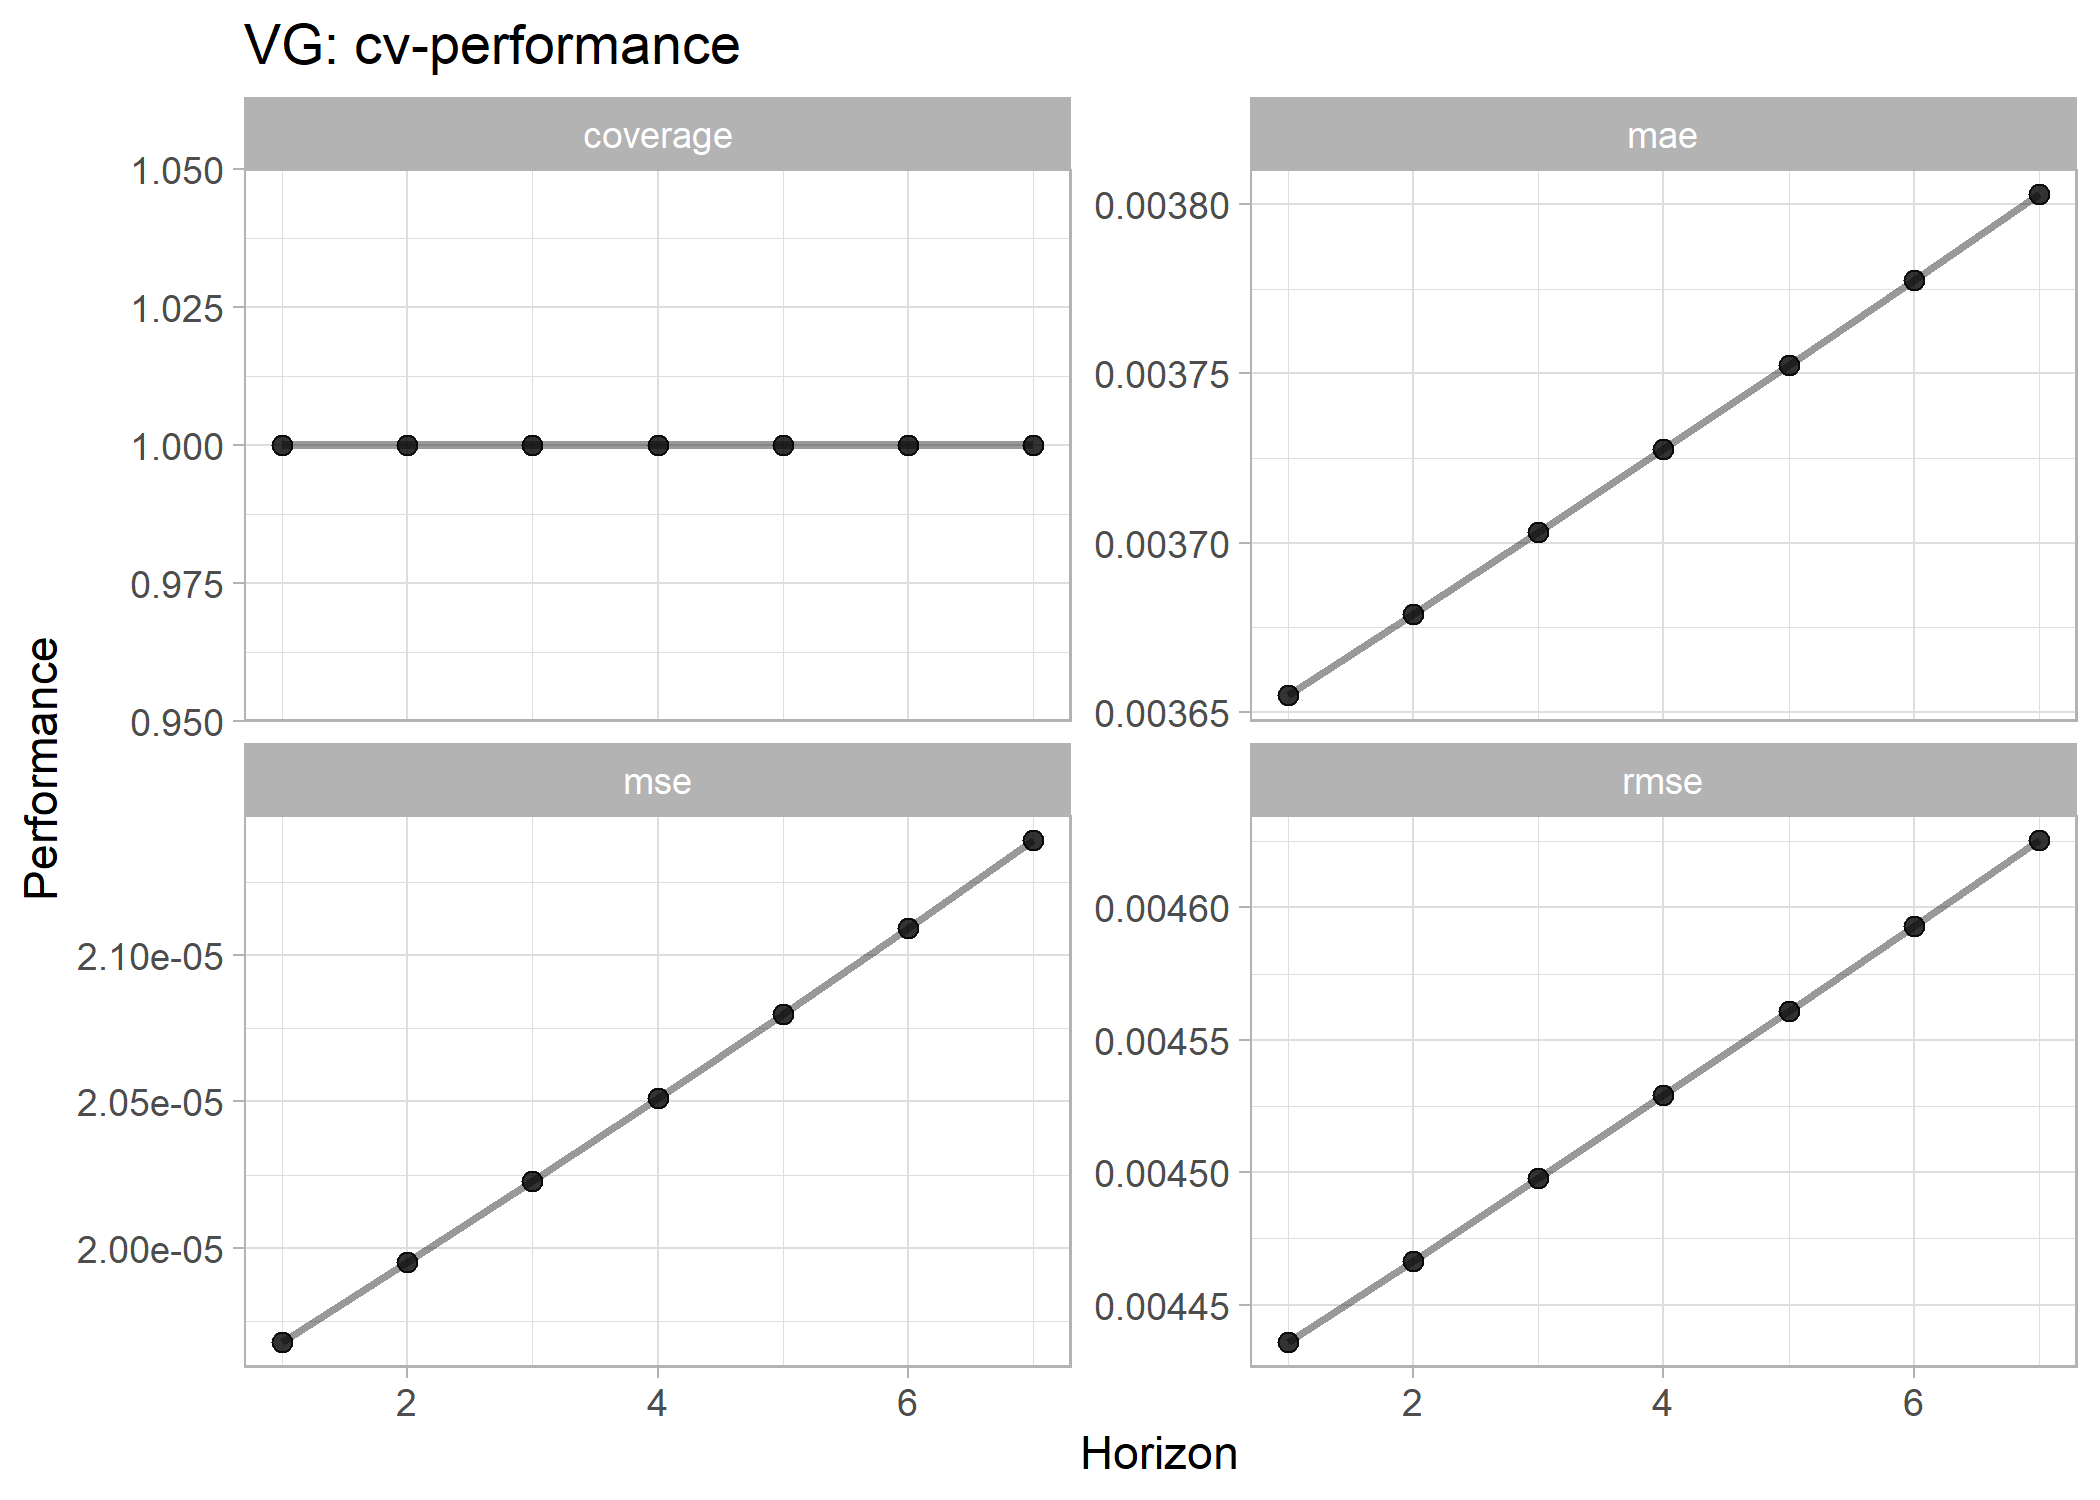 VG: cv-performance
coverage
mae
1.050
1.025
1.000
0.975
0.950
0.00380
0.00375
0.00370
0.00365
mse
rmse
2.10e-05
2.05e-05
2.00e-05
0.00460
0.00455
0.00450
0.00445
2 4 6
2 4 6
Horizon
Performance